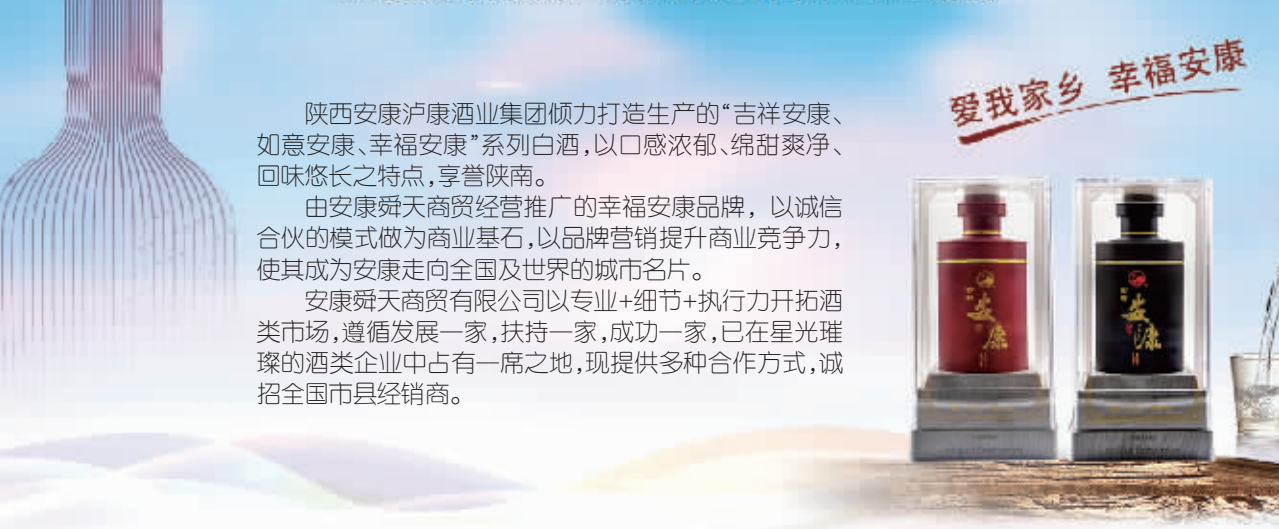 爱我家乡 幸福安康
陕西安康泸康酒业集团倾力打造生产的“吉祥安康、
如意安康、幸福安康”系列白酒,以口感浓郁、绵甜爽净、
回味悠长之特点,享誉陕南。
由安康舜天商贸经营推广的幸福安康品牌，以诚信
合伙的模式做为商业基石,以品牌营销提升商业竞争力,
使其成为安康走向全国及世界的城市名片。
安康舜天商贸有限公司以专业+细节+执行力开拓酒
类市场,遵循发展一家,扶持一家,成功一家,已在星光璀
璨的酒类企业中占有一席之地,现提供多种合作方式,诚
招全国市县经销商。
安康
安康